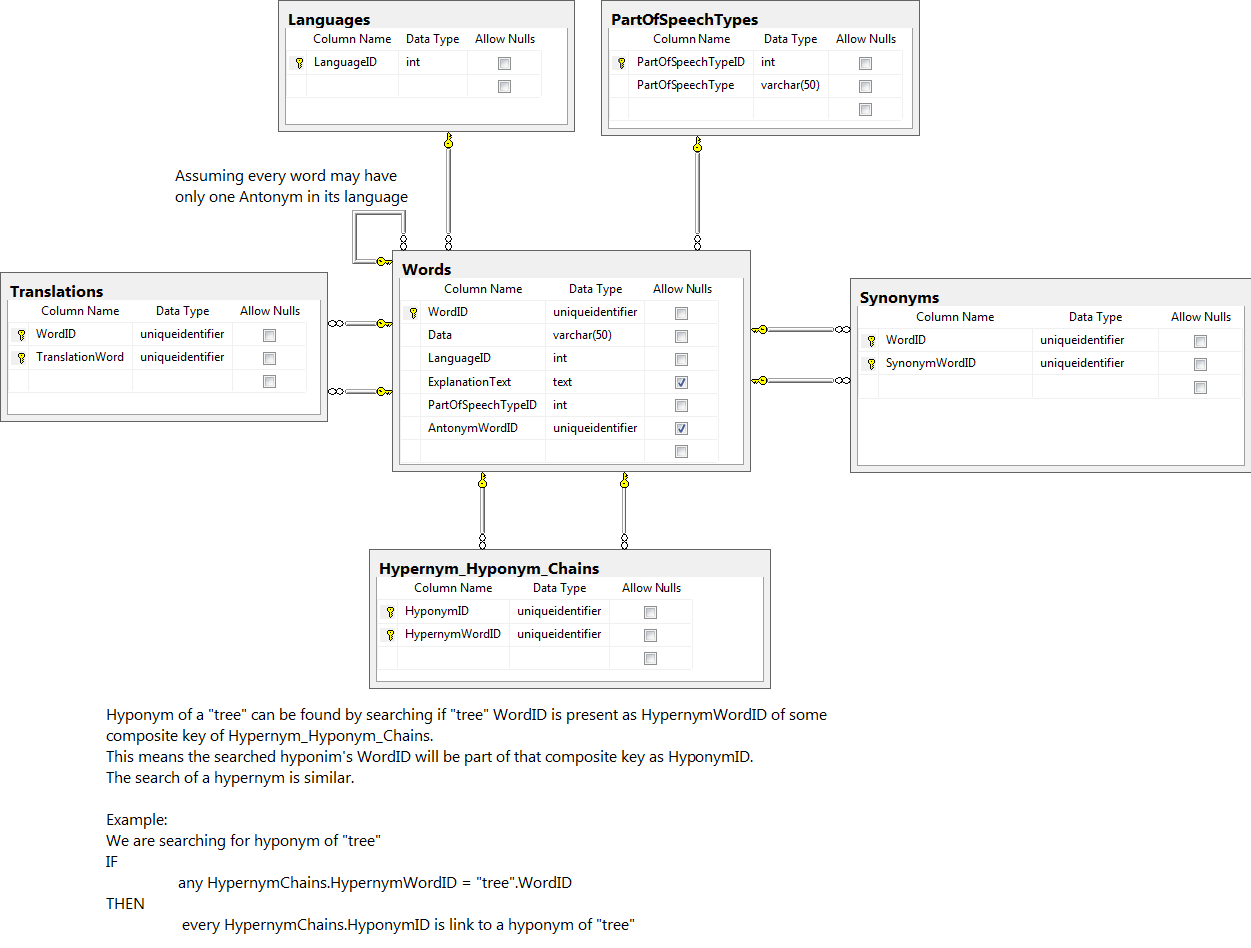 Languages
Column Name Data Type Allow Nulls
LanguageID int
PartOfSpeechTypes
Column Name Data Type Allow Nulls
PartOfSpeechTypeID int
PartOfSpeechType varchar(50)
Assuming every word may have
only one Antonym in its language
Translations
Column Name Data Type Allow Nulls
WordID uniqueidentifier
TranslationWord uniqueidentifier
Words
Column Name Data Type Allow Nulls
WordID uniqueidentifier
Data varchar(50)
LanguageID int
ExplanationText text
PartOfSpeechTypeID int
AntonymWordID uniqueidentifier
Synonyms
Column Name Data Type Allow Nulls
WordID uniqueidentifier
SynonymWordID uniqueidentifier
Hypernym_Hyponym_Chains
Column Name Data Type Allow Nulls
HyponymID uniqueidentifier
HypernymWordID uniqueidentifier
Hyponym of a "tree" can be found by searching if "tree" WordID is present as HypernymWordID of some
composite key of Hypernym_Hyponym_Chains.
This means the searched hyponim's WordID will be part of that composite key as HyponymID.
The search of a hypernym is similar.
Example:
We are searching for hyponym of "tree"
IF
any HypernymChains.HypernymWordID = "tree".WordID
THEN
every HypernymChains.HyponymID is link to a hyponym of "tree"